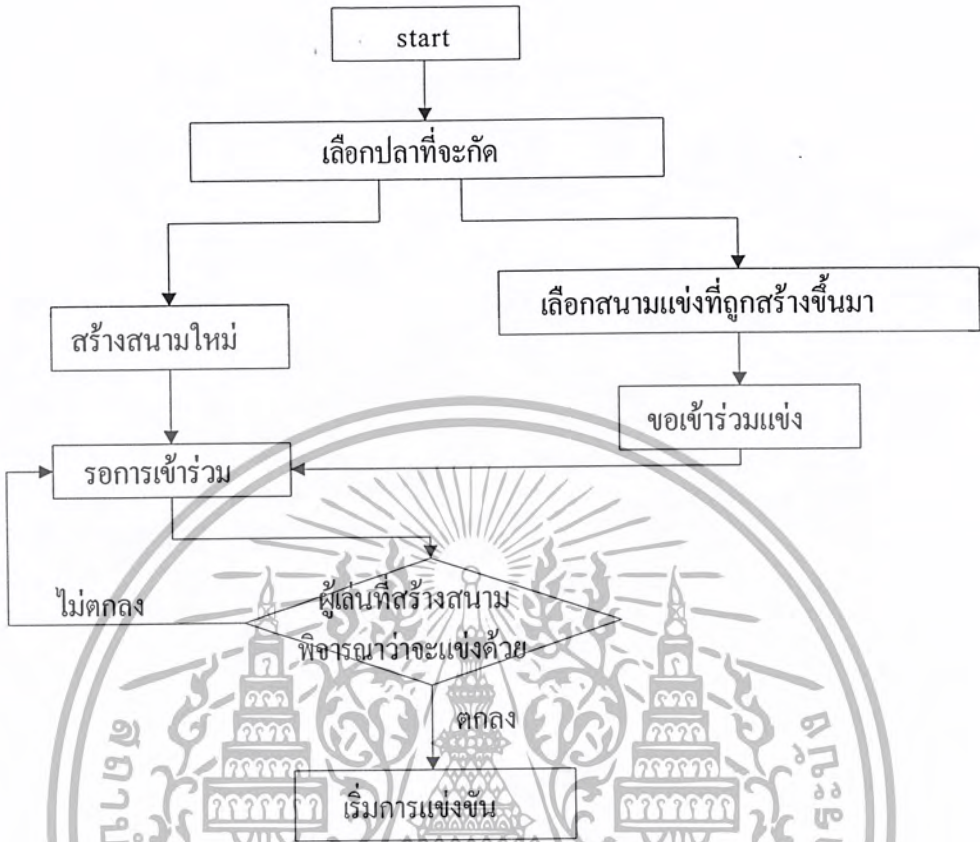 start
เลือกปลาที่จะกัด
เลือกสนามแข่งที่ถูกสร้างขึ้นมา
สร้างสนามใหม่
ขอเข้าร่วมแข่ง
รอการเข้าร่วม
ไม่ตกลง
ผู้เล่นที่สร้างสนาม
พิจารณาว่าจะแข่งด้วย
ตกลง
เริ่มการแข่งขัน